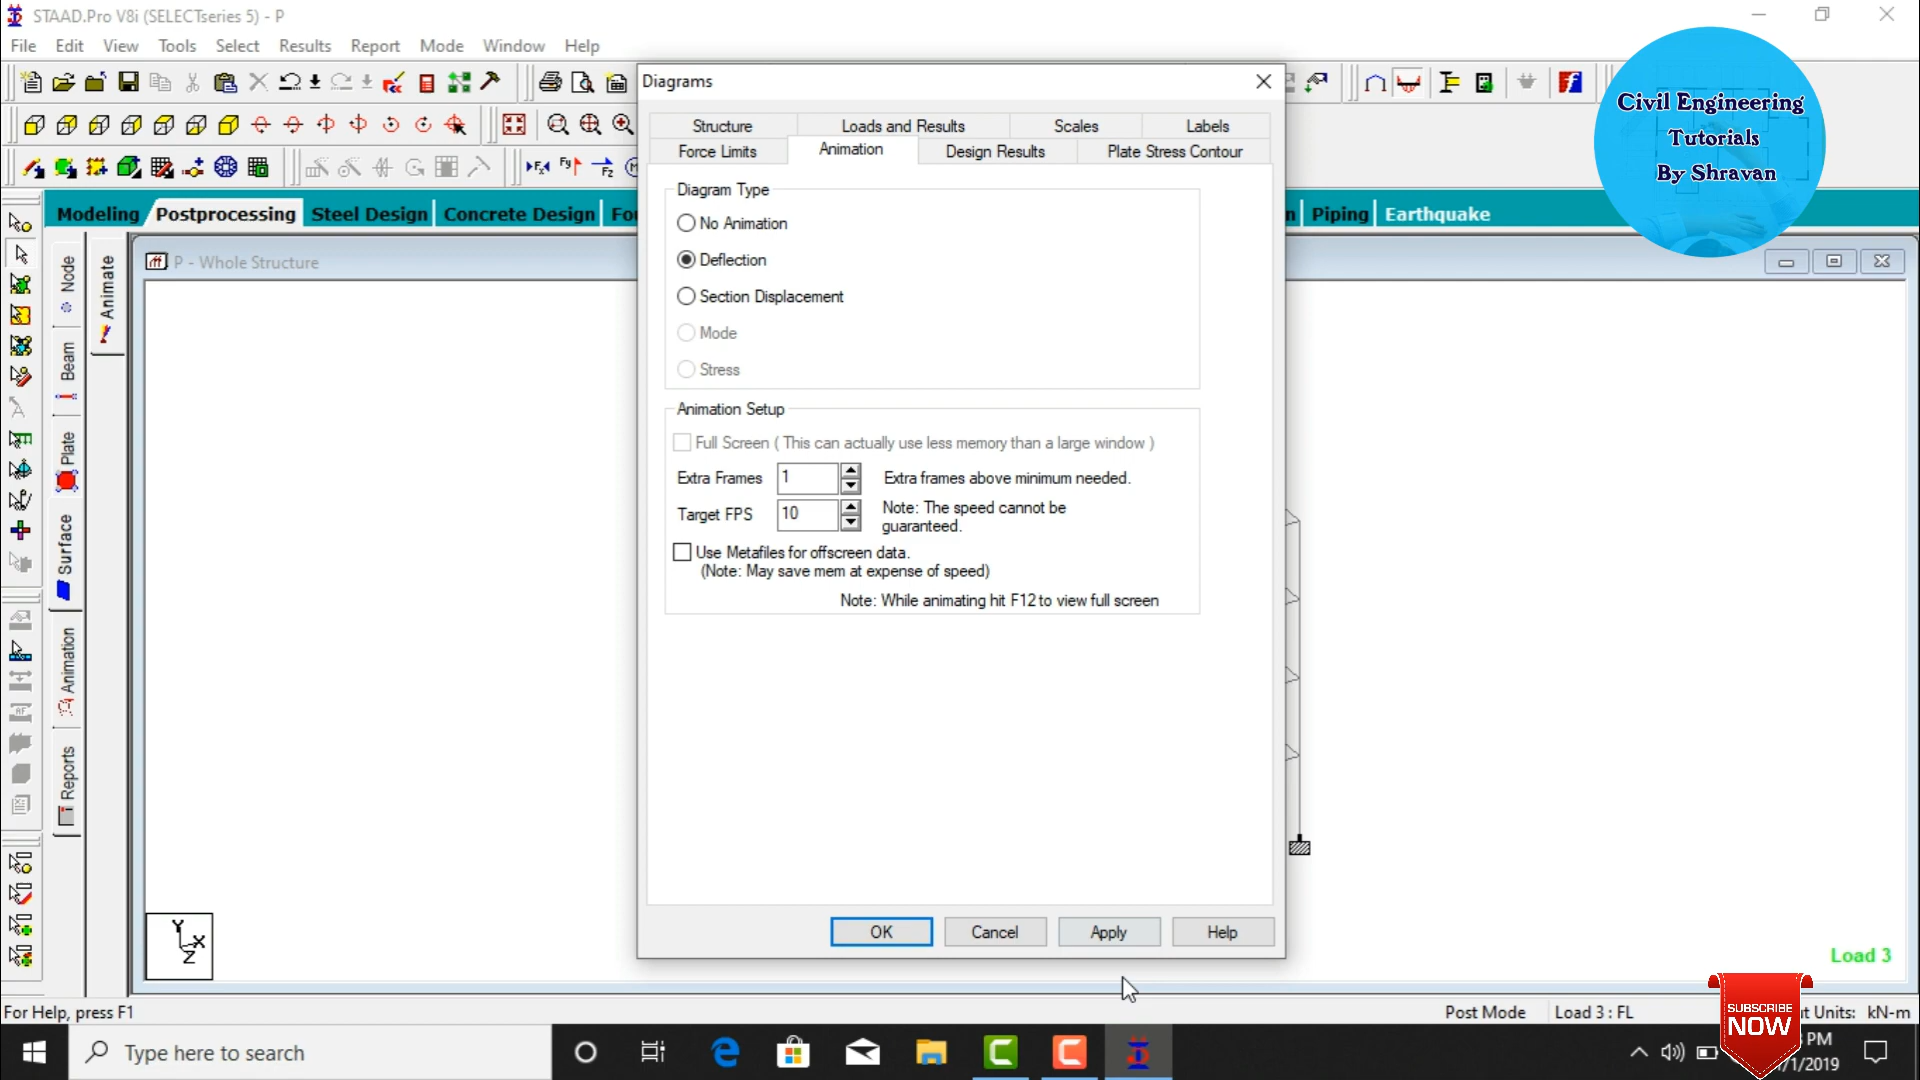 STAAD.Pro V8i (SELECTseries 5) - P
File Edit View Tools Select Results Report Mode Window Help
Diagrams
Structure Loads and Results Scales Labels
Force Limits Animation Design Results Plate Stress Contour
Civil Engineering
Tutorials
By Shravan
Modeling Postprocessing Steel Design Concrete Design Piping Earthquake
P - Whole Structure
Node
Beam
Plate
Surface
Animation
Reports
Animate
Diagram Type
No Animation
Deflection
Section Displacement
Mode
Stress
Animation Setup
Full Screen ( This can actually use less memory than a large window )
Extra Frames 1 Extra frames above minimum needed.
Target FPS 10 Note: The speed cannot be
guaranteed.
Use Metafiles for offscreen data.
(Note: May save mem at expense of speed)
Note: While animating hit F12 to view full screen
OK Cancel Apply Help
Y
X
Z
Load 3
For Help, press F1 Post Mode Load 3 : FL Units: kN-m
SUBSCRIBE
NOW
Type here to search
PM
/1/2019